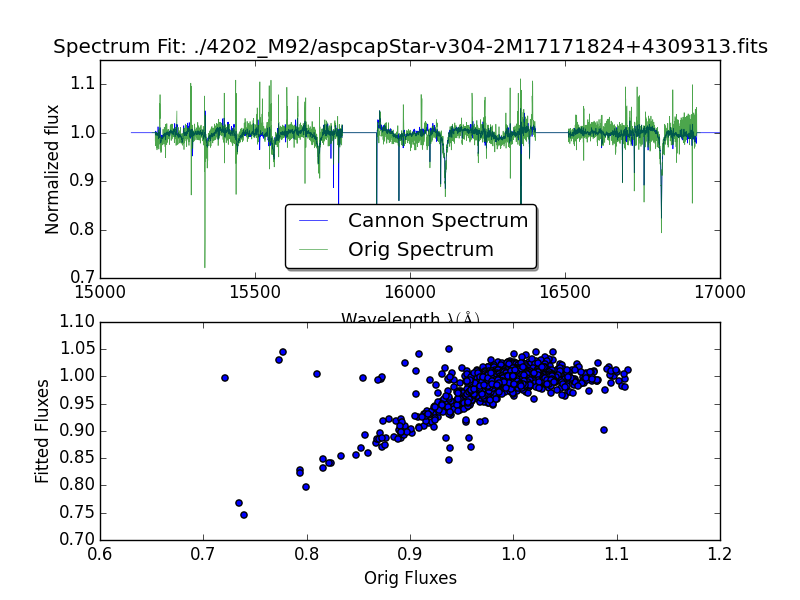 Spectrum Fit: ./4202_M92/aspcapStar-v304-2M17171824+4309313.fits
Normalized flux
1.1
1.0
0.9
0.8
0.7
Cannon Spectrum
Orig Spectrum
15000 15500 16000 16500 17000
Wavelength λ(Å)
Fitted Fluxes
1.10
1.05
1.00
0.95
0.90
0.85
0.80
0.75
0.70
0.6 0.7 0.8 0.9 1.0 1.1 1.2
Orig Fluxes